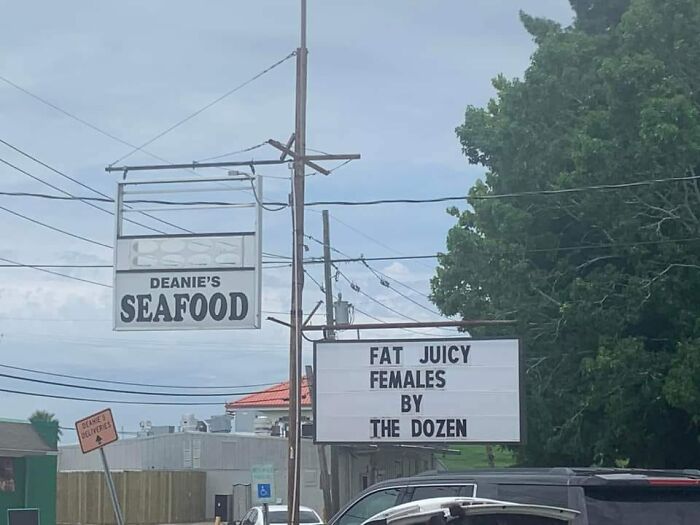 DEANIE'S
SEAFOOD
FAT JUICY
FEMALES
BY
THE DOZEN
DEANIE'S
DELIVERIES